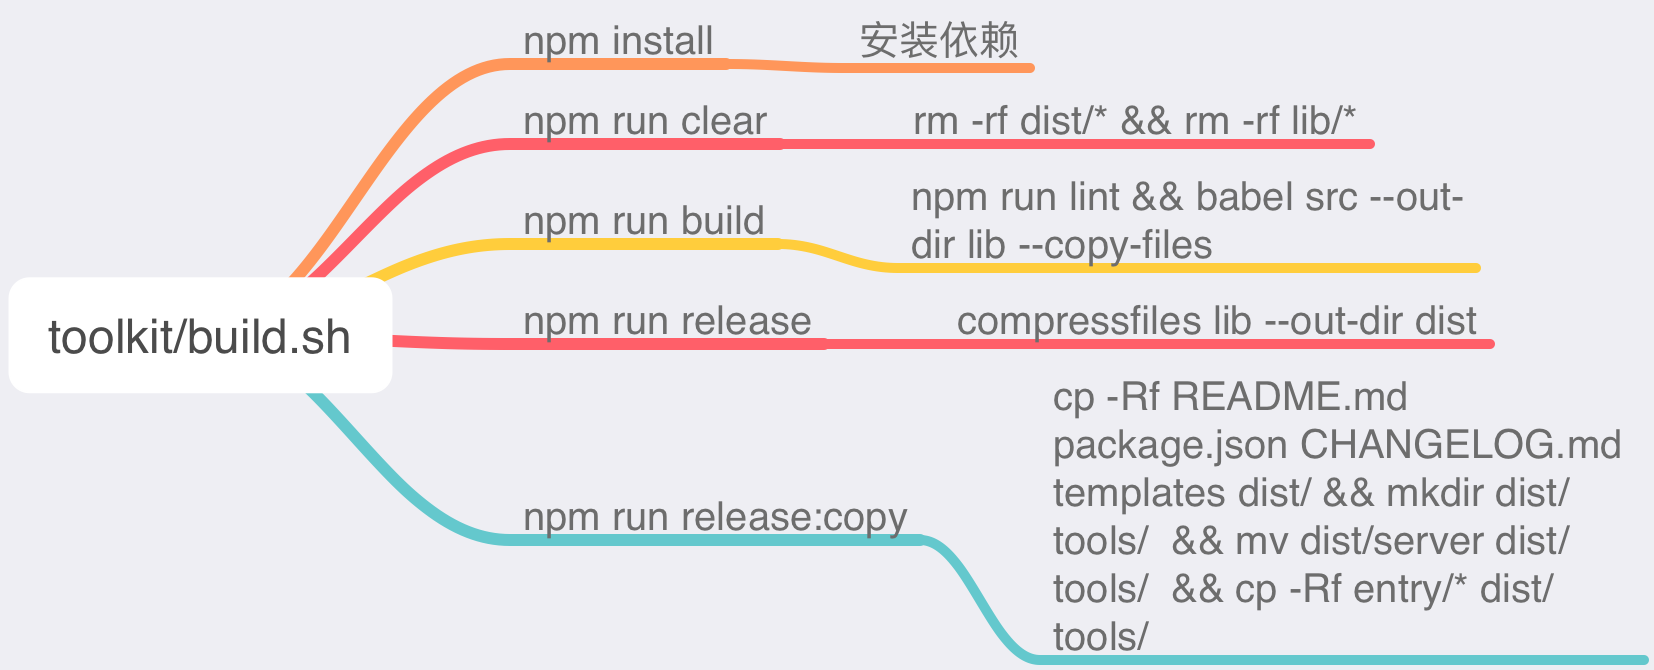 toolkit/build.sh
npm install
安装依赖
npm run clear
rm -rf dist/* && rm -rf lib/*
npm run build
npm run lint && babel src --out-
dir lib --copy-files
npm run release
compressfiles lib --out-dir dist
npm run release:copy
cp -Rf README.md
package.json CHANGELOG.md
templates dist/ && mkdir dist/
tools/  && mv dist/server dist/
tools/  && cp -Rf entry/* dist/
tools/